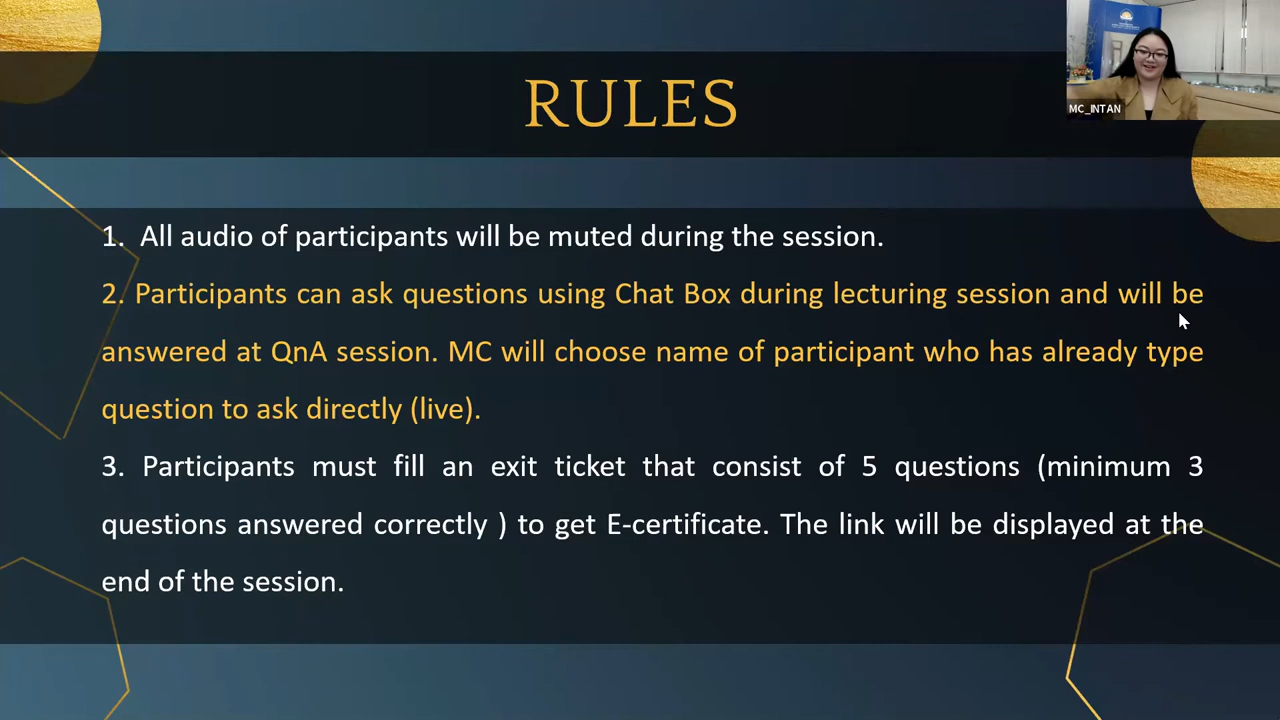 RULES
MC_INTAN
1. All audio of participants will be muted during the session.
2. Participants can ask questions using Chat Box during lecturing session and will be
answered at QnA session. MC will choose name of participant who has already type
question to ask directly (live).
3. Participants must fill an exit ticket that consist of 5 questions (minimum 3
questions answered correctly ) to get E-certificate. The link will be displayed at the
end of the session.